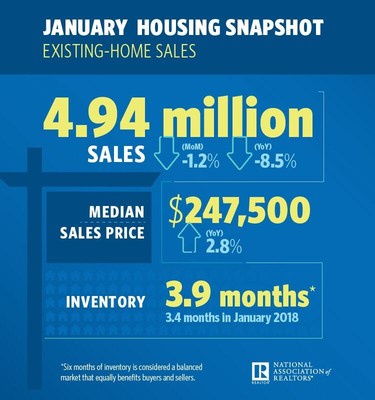 JANUARY HOUSING SNAPSHOT
EXISTING-HOME SALES
4.94 million
SALES
(MoM)
-1.2%
(YoY)
-8.5%
MEDIAN
SALES PRICE
$247,500
(YoY)
2.8%
INVENTORY
3.9 months*
3.4 months in January 2018
*Six months of inventory is considered a balanced
market that equally benefits buyers and sellers.
R
REALTOR®
NATIONAL
ASSOCIATION of
REALTORS®